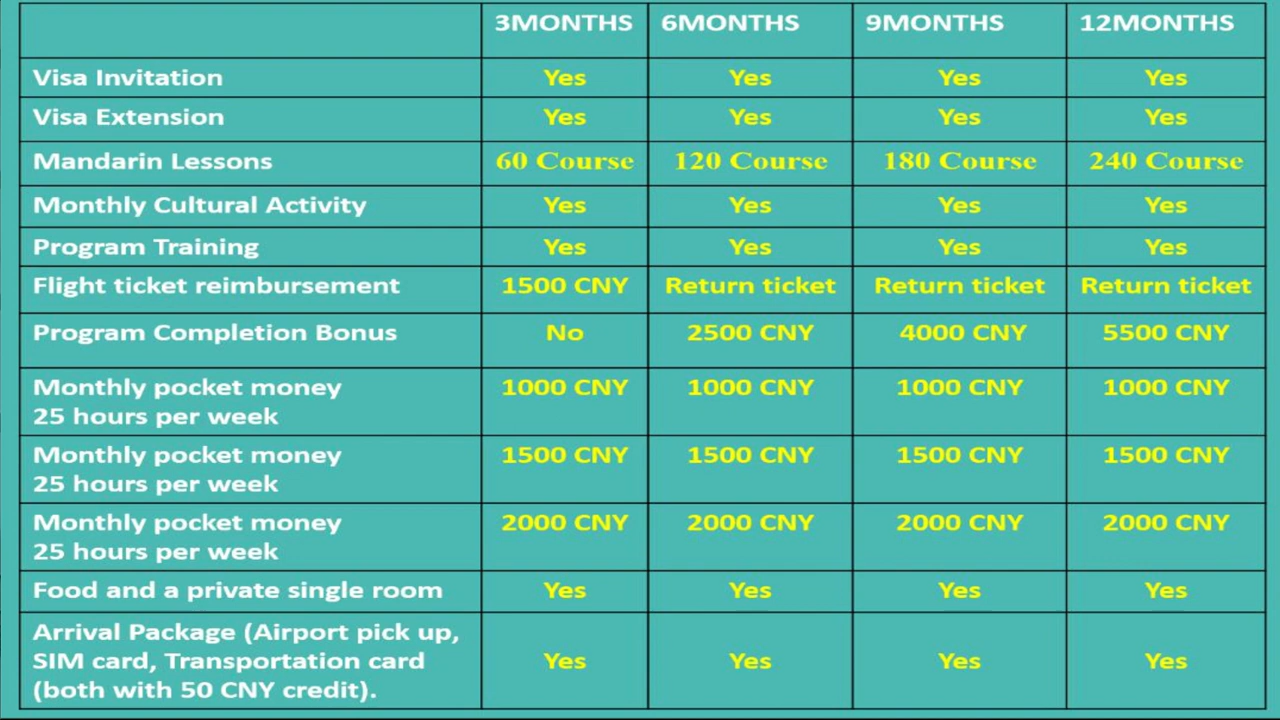 3MONTHS 6MONTHS 9MONTHS 12MONTHS
Visa Invitation Yes Yes Yes Yes
Visa Extension Yes Yes Yes Yes
Mandarin Lessons 60 Course 120 Course 180 Course 240 Course
Monthly Cultural Activity Yes Yes Yes Yes
Program Training Yes Yes Yes Yes
Flight ticket reimbursement 1500 CNY Return ticket Return ticket Return ticket
Program Completion Bonus No 2500 CNY 4000 CNY 5500 CNY
Monthly pocket money 1000 CNY 1000 CNY 1000 CNY 1000 CNY
25 hours per week
Monthly pocket money 1500 CNY 1500 CNY 1500 CNY 1500 CNY
25 hours per week
Monthly pocket money 2000 CNY 2000 CNY 2000 CNY 2000 CNY
25 hours per week
Food and a private single room Yes Yes Yes Yes
Arrival Package (Airport pick up,
SIM card, Transportation card Yes Yes Yes Yes
(both with 50 CNY credit).